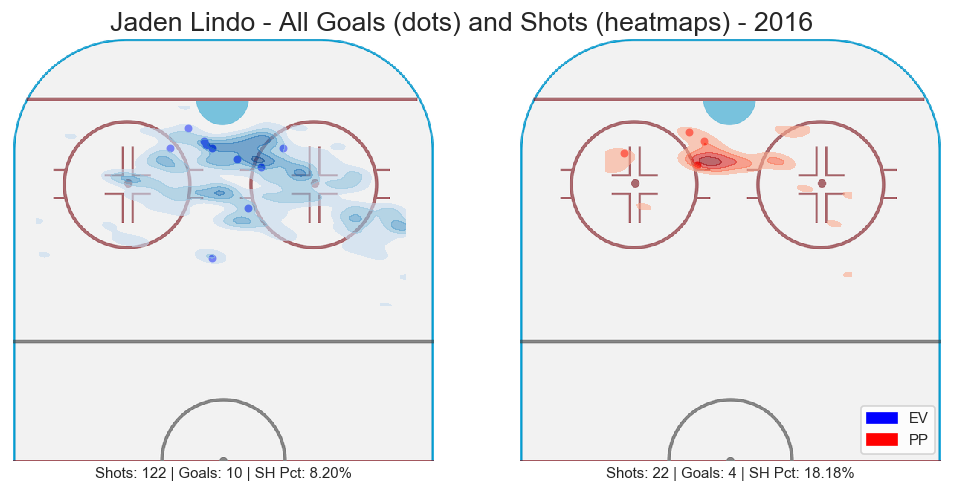 Jaden Lindo - All Goals (dots) and Shots (heatmaps) - 2016
EV
PP
Shots: 122 | Goals: 10 | SH Pct: 8.20%
Shots: 22 | Goals: 4 | SH Pct: 18.18%